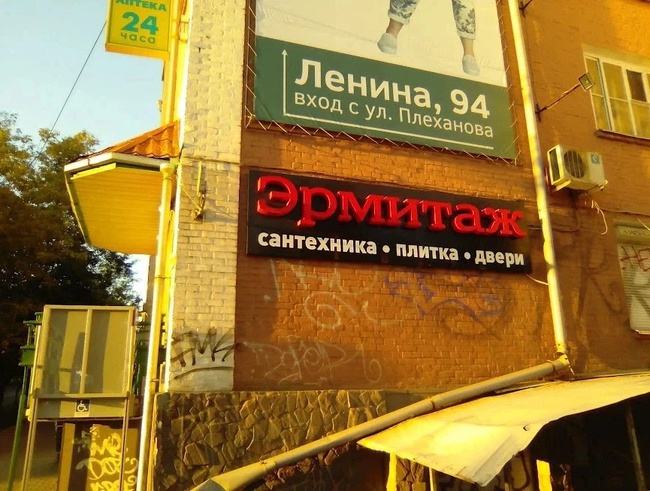 АПТЕКА
24
часа
Ленина, 94
вход с ул. Плеханова
Эрмитаж
сантехника • плитка • двери